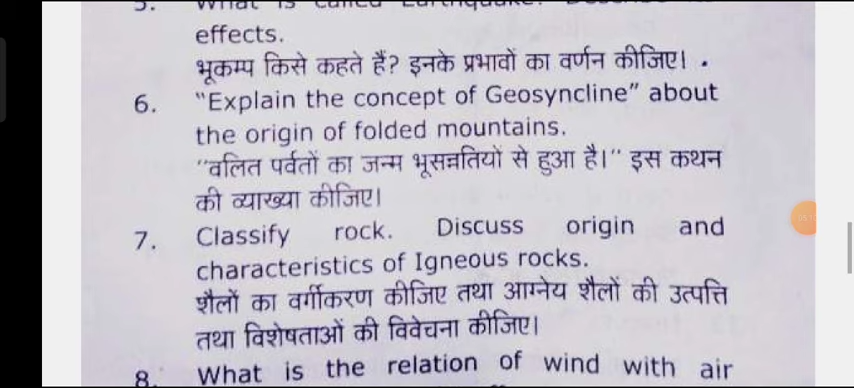 effects.
भूकम्प किसे कहते हैं? इनके प्रभावों का वर्णन कीजिए।
6. “Explain the concept of Geosyncline” about
the origin of folded mountains.
“वलित पर्वतों का जन्म भूसन्नतियों से हुआ है।” इस कथन
की व्याख्या कीजिए।
7. Classify rock. Discuss origin and
characteristics of Igneous rocks.
शैलों का वर्गीकरण कीजिए तथा आग्नेय शैलों की उत्पत्ति
तथा विशेषताओं की विवेचना कीजिए।
8. What is the relation of wind with air